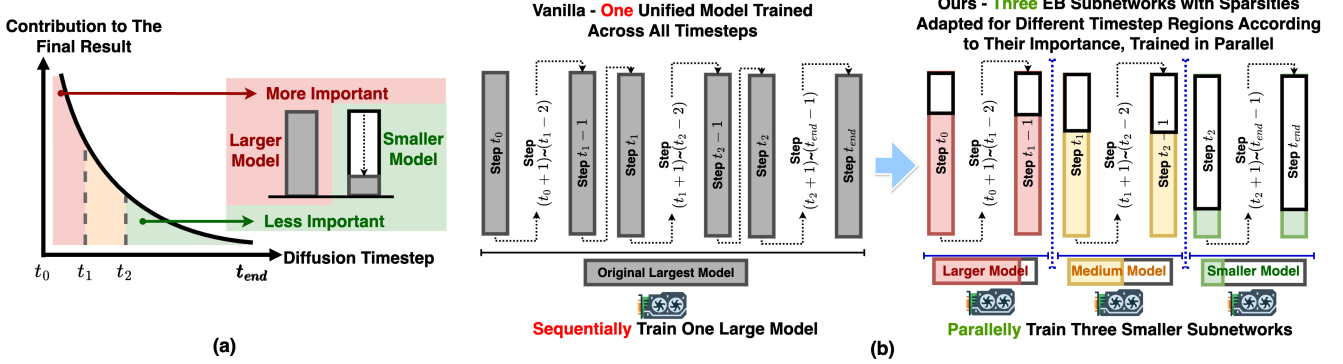 Contribution to The
Final Result
More Important
Larger
Model
Smaller
Model
Less Important
Diffusion Timestep
t₀
t₁
t₂
t_end
(a)
Vanilla - One Unified Model Trained
Across All Timesteps
Step t₀
Step
(t₀ + 1)~(t₁ − 2)
Step t₁ − 1
Step t₁
Step
(t₁ + 1)~(t₂ − 2)
Step t₂ − 1
Step t₂
Step
(t₂ + 1)~(t_end − 1)
Step t_end
Original Largest Model
Sequentially Train One Large Model
Ours - Three EB Subnetworks with Sparsities
Adapted for Different Timestep Regions According
to Their Importance, Trained in Parallel
Step t₀
Step
(t₀ + 1)~(t₁ − 2)
Step t₁ − 1
Step t₁
Step
(t₁ + 1)~(t₂ − 2)
Step t₂ − 1
Step t₂
Step
(t₂ + 1)~(t_end − 1)
Step t_end
Larger Model
Medium Model
Smaller Model
Parallelly Train Three Smaller Subnetworks
(b)